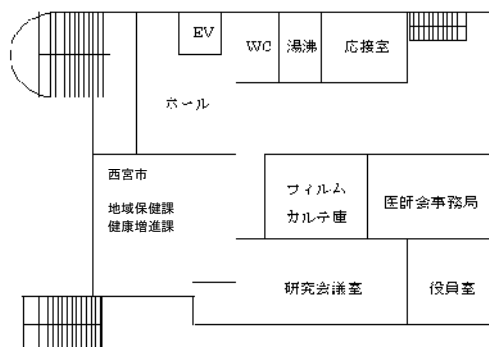 EV
WC
湯沸
応接室
ホール
西宮市
地域保健課
健康増進課
フィルム
カルテ庫
医師会事務局
研究会議室
役員室